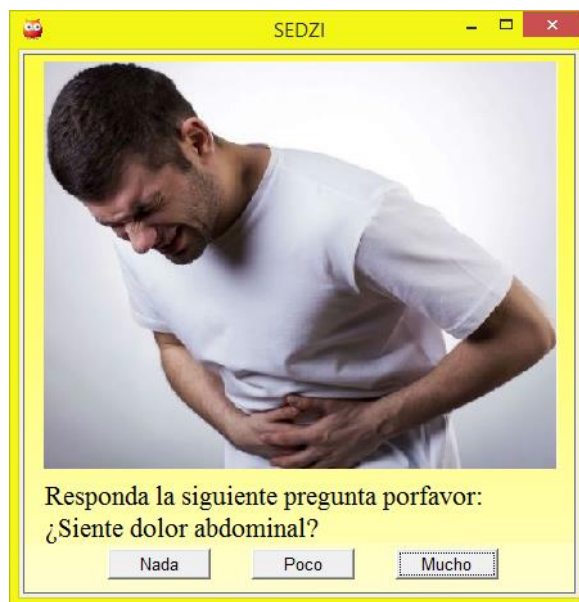 SEDZI
Responda la siguiente pregunta porfavor:
¿Siente dolor abdominal?
Nada Poco Mucho